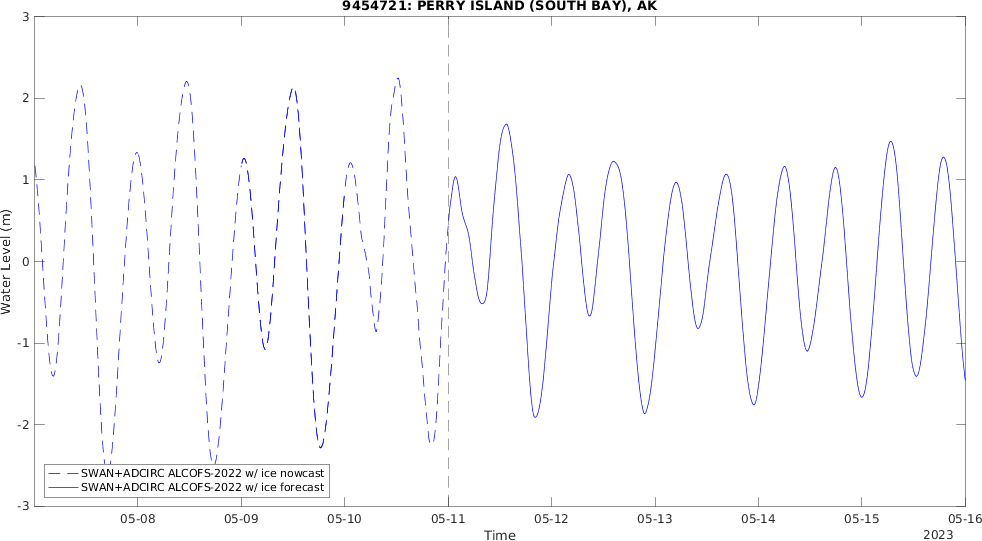 9454721: PERRY ISLAND (SOUTH BAY), AK
3
2
1
0
-1
-2
-3
Water Level (m)
SWAN+ADCIRC ALCOFS-2022 w/ ice nowcast
SWAN+ADCIRC ALCOFS-2022 w/ ice forecast
05-08 05-09 05-10 05-11 05-12 05-13 05-14 05-15 05-16
Time
2023